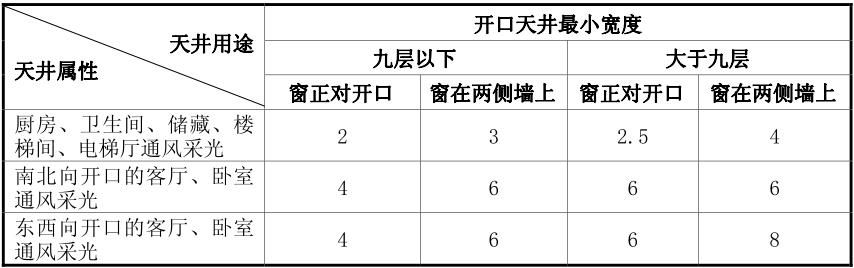 天井用途
天井属性
开口天井最小宽度
九层以下
大于九层
窗正对开口
窗在两侧墙上
窗正对开口
窗在两侧墙上
厨房、卫生间、储藏、楼
梯间、电梯厅通风采光
2
3
2.5
4
南北向开口的客厅、卧室
通风采光
4
6
6
6
东西向开口的客厅、卧室
通风采光
4
6
6
8